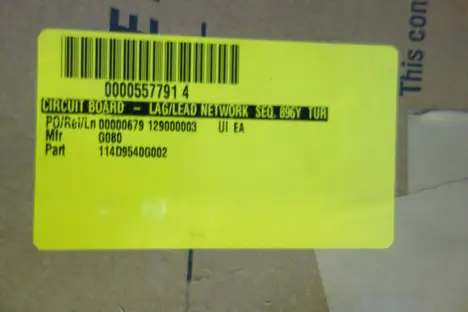 0000557791 4
CIRCUIT BOARD - LAG/LEAD NETWORK SEQ. 896Y TUR
PO/Rel/Ln 00000679 129000003 UI EA
Mfr G080
Part 114D9540G002
This con